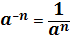 a⁻ⁿ = 1/aⁿ